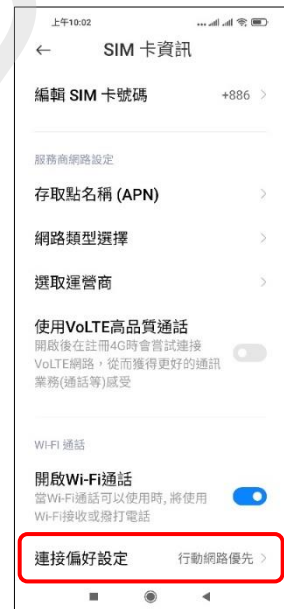 上午10:02
SIM 卡資訊
編輯 SIM 卡號碼 +886
服務商網路設定
存取點名稱 (APN)
網路類型選擇
選取運營商
使用VoLTE高品質通話
開啟後在註冊4G時會嘗試連接
VoLTE網路，從而獲得更好的通訊
業務(通話等)感受
WI-FI 通話
開啟Wi-Fi通話
當Wi-Fi通話可以使用時, 將使用
Wi-Fi接收或撥打電話
連接偏好設定 行動網路優先